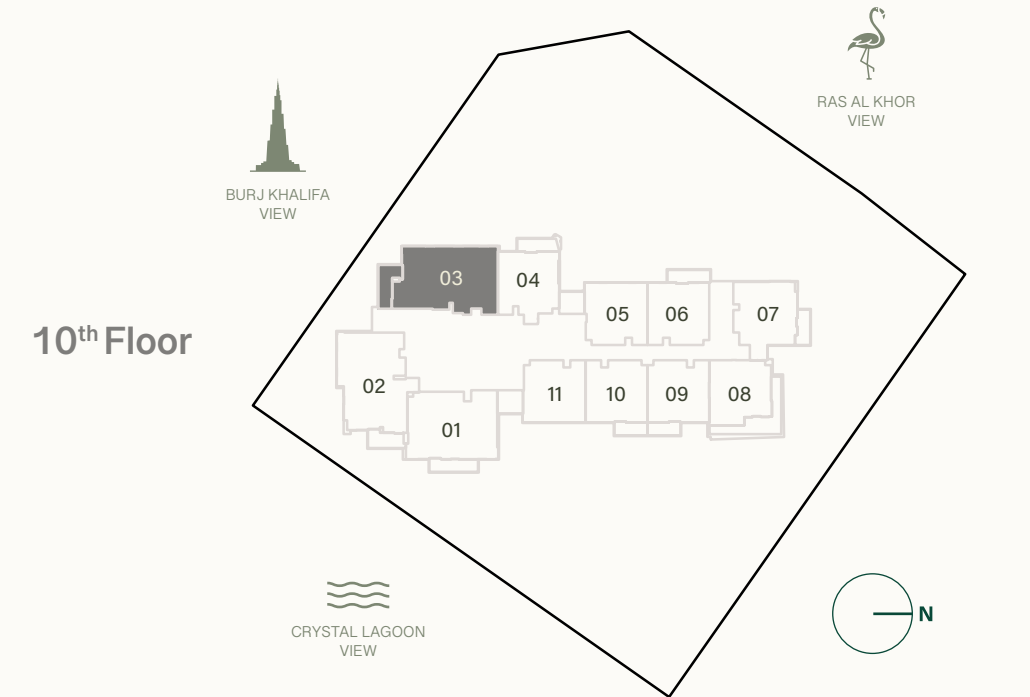 RAS AL KHOR
VIEW
BURJ KHALIFA
VIEW
10th Floor
03
04
05
06
07
02
01
11
10
09
08
CRYSTAL LAGOON
VIEW
N